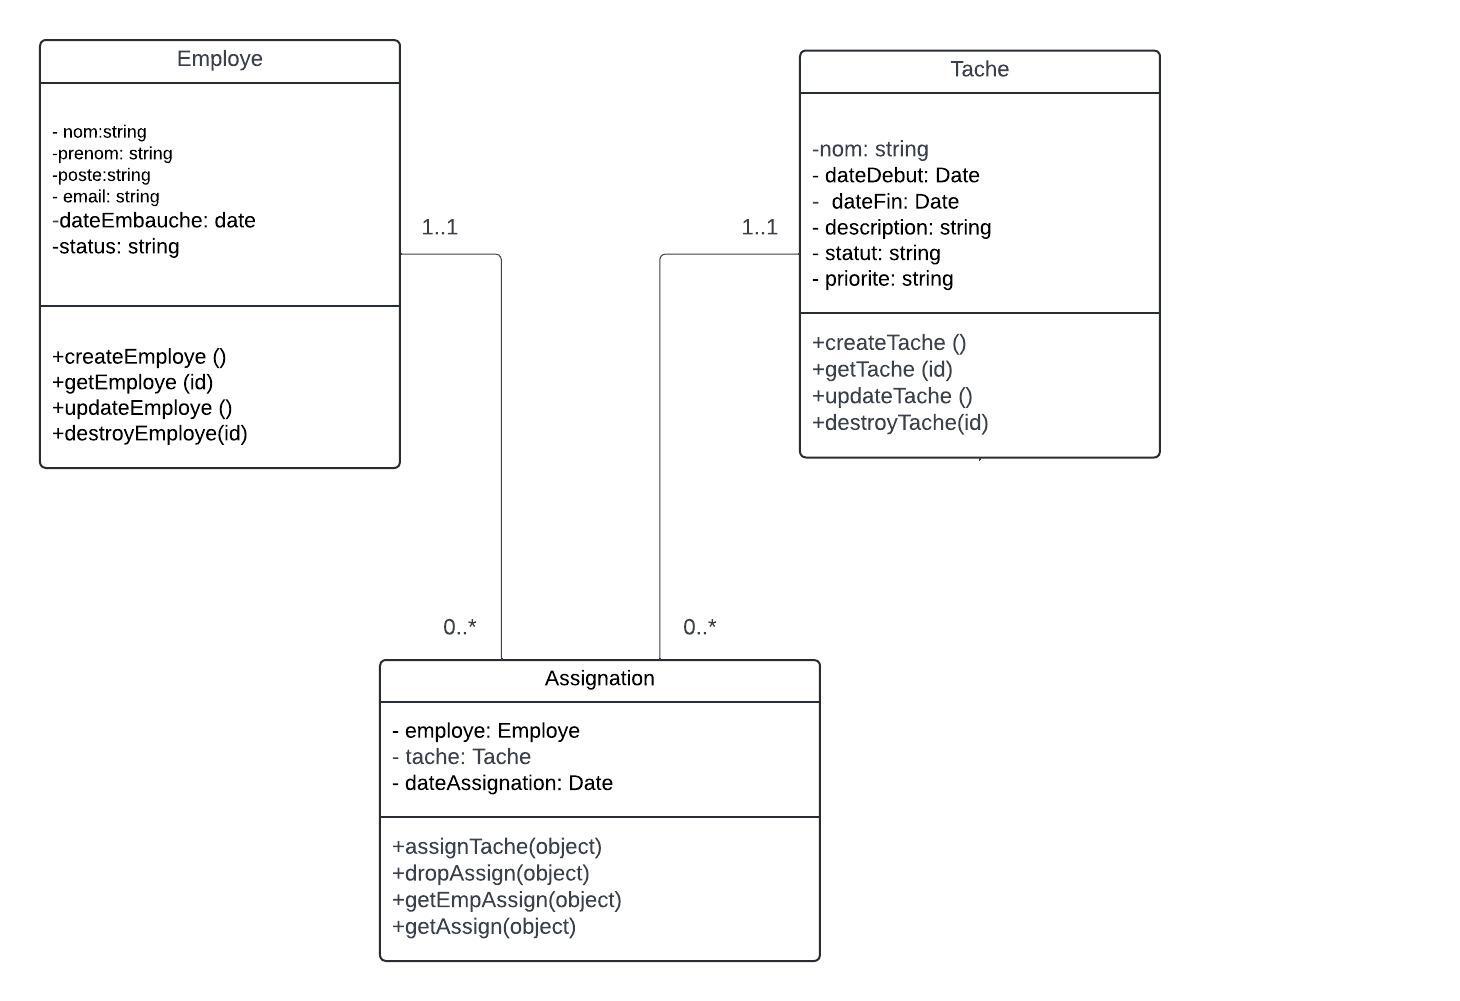 Employe
- nom:string
-prenom: string
-poste:string
- email: string
-dateEmbauche: date
-status: string
+createEmploye ()
+getEmploye (id)
+updateEmploye ()
+destroyEmploye(id)
Tache
-nom: string
- dateDebut: Date
- dateFin: Date
- description: string
- statut: string
- priorite: string
+createTache ()
+getTache (id)
+updateTache ()
+destroyTache(id)
1..1
1..1
0..*
0..*
Assignation
- employe: Employe
- tache: Tache
- dateAssignation: Date
+assignTache(object)
+dropAssign(object)
+getEmpAssign(object)
+getAssign(object)